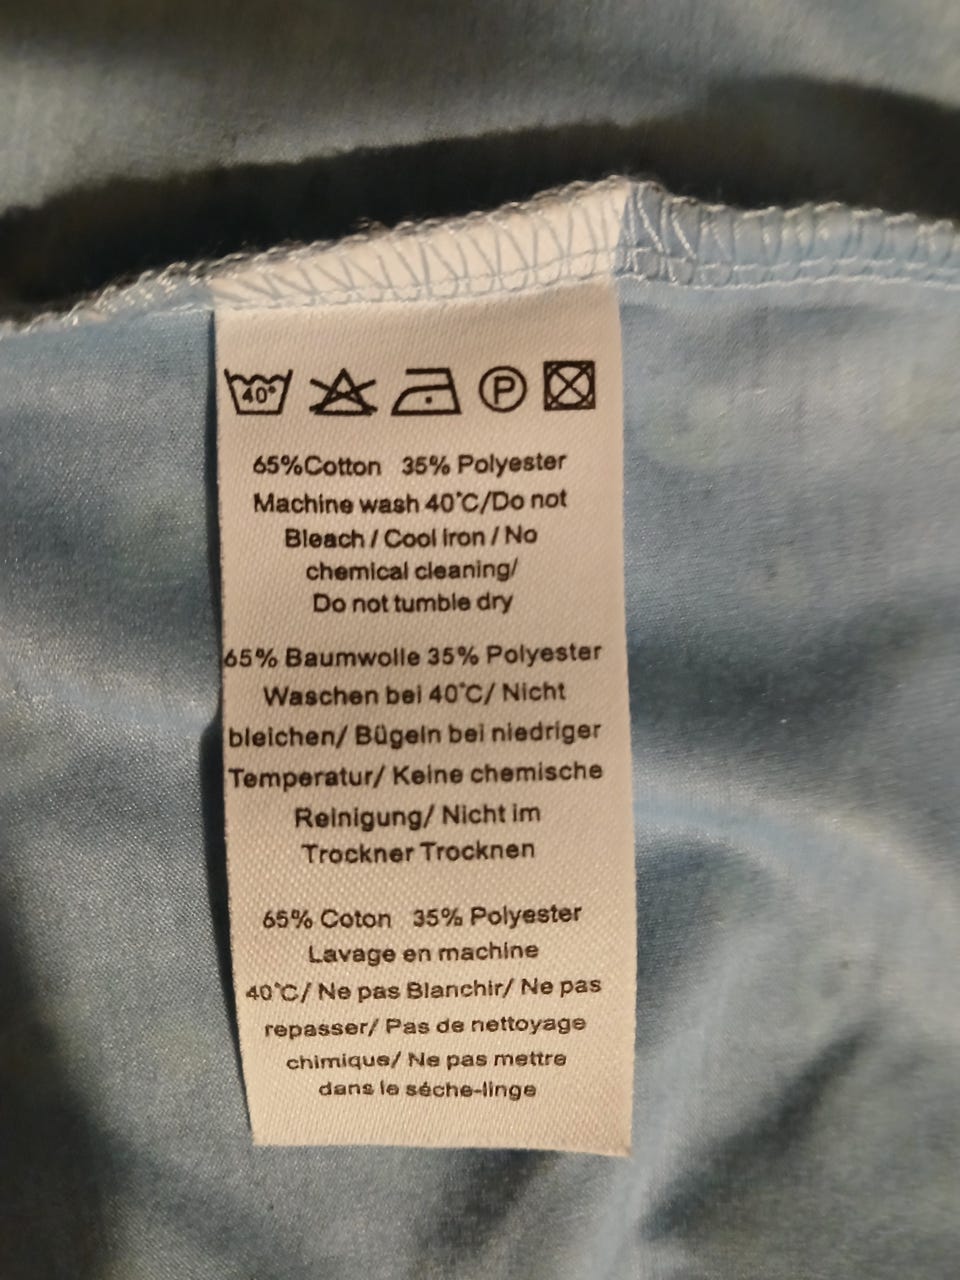 40°
P
65%Cotton 35% Polyester
Machine wash 40°C/Do not
Bleach / Cool iron / No
chemical cleaning/
Do not tumble dry
65% Baumwolle 35% Polyester
Waschen bei 40°C/ Nicht
bleichen/ Bügeln bei niedriger
Temperatur/ Keine chemische
Reinigung/ Nicht im
Trockner Trocknen
65% Coton 35% Polyester
Lavage en machine
40°C/ Ne pas Blanchir/ Ne pas
repasser/ Pas de nettoyage
chimique/ Ne pas mettre
dans le séche-linge